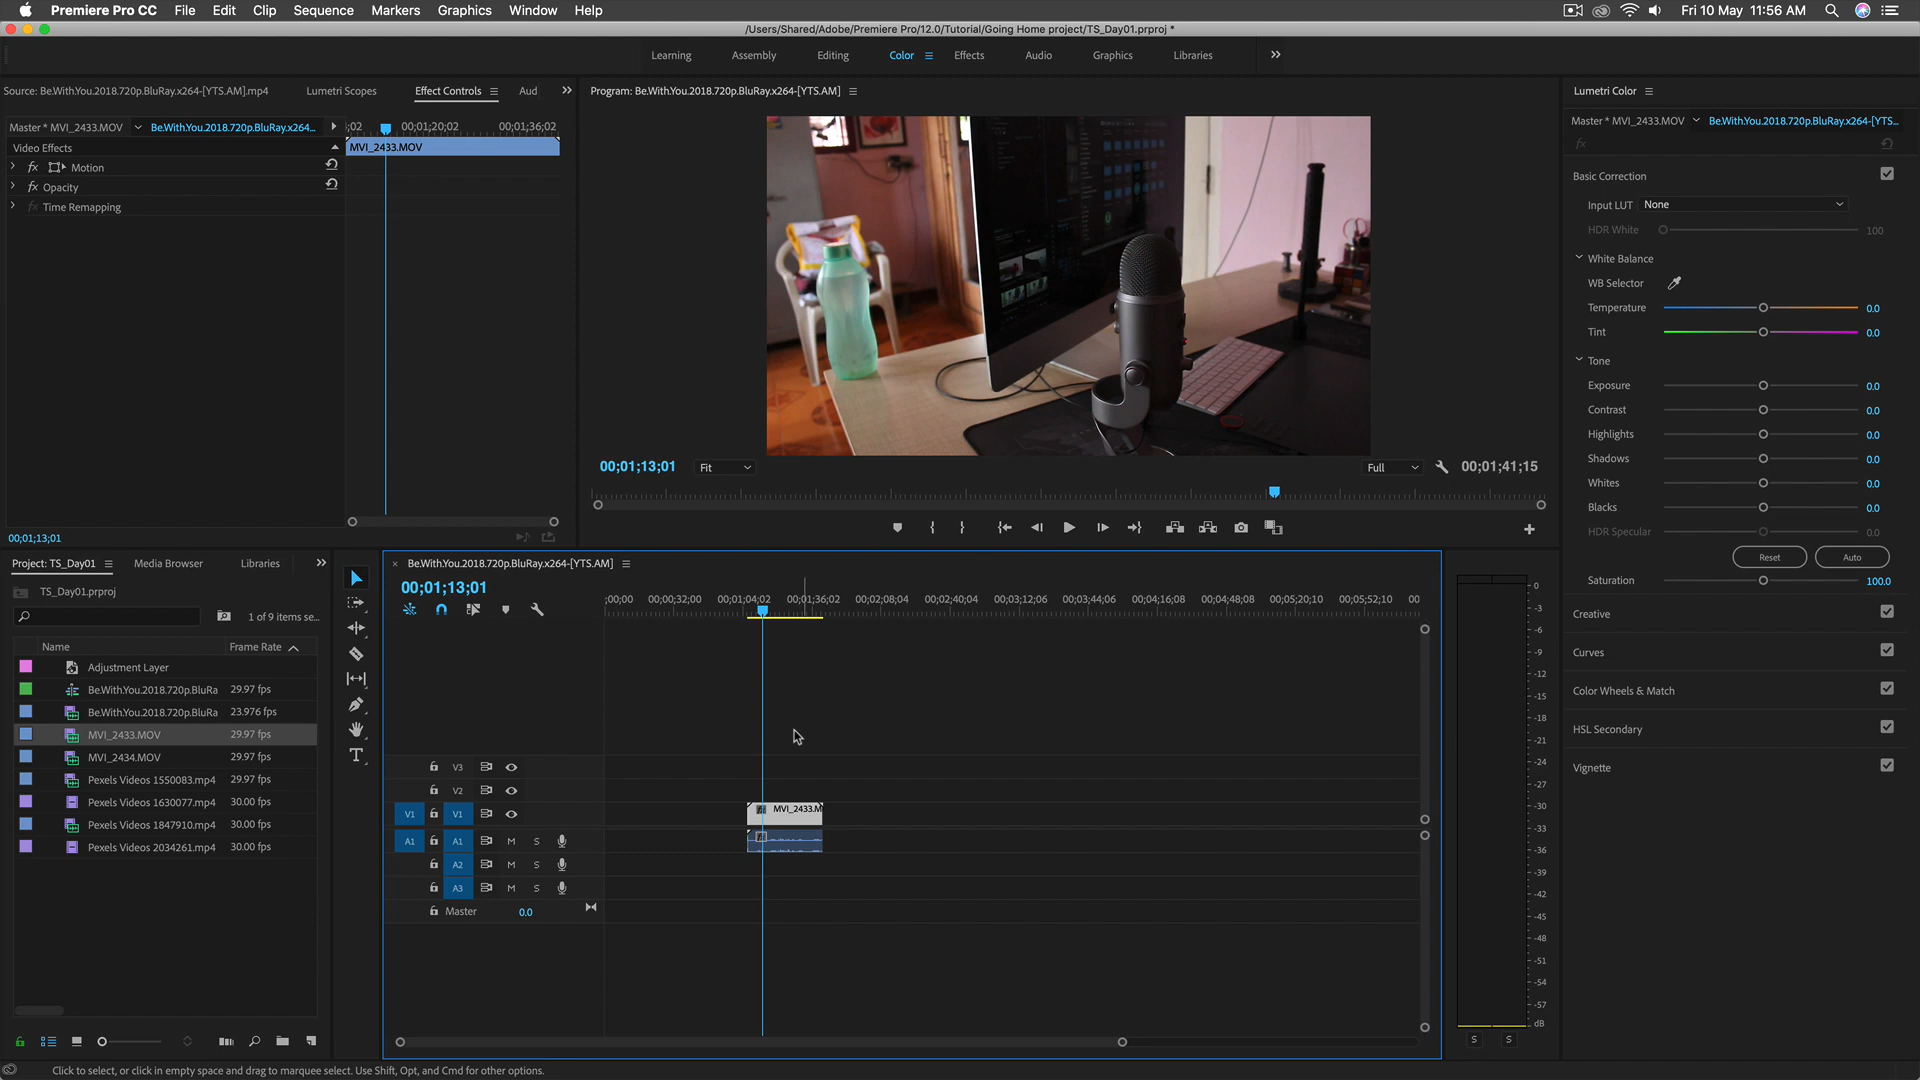 Premiere Pro CC File Edit Clip Sequence Markers Graphics Window Help Fri 10 May 11:56 AM
/Users/Shared/Adobe/Premiere Pro/12.0/Tutorial/Going Home project/TS_Day01.prproj *
Learning Assembly Editing Color Effects Audio Graphics Libraries
Source: Be.With.You.2018.720p.BluRay.x264-[YTS.AM].mp4 Lumetri Scopes Effect Controls Aud
Master * MVI_2433.MOV Be.With.You.2018.720p.BluRay.x264... ;02 00;01;20;02 00;01;36;02
Video Effects MVI_2433.MOV
fx Motion
fx Opacity
fx Time Remapping
00;01;13;01
Program: Be.With.You.2018.720p.BluRay.x264-[YTS.AM]
00;01;13;01 Fit Full 00;01;41;15
Lumetri Color
Master * MVI_2433.MOV Be.With.You.2018.720p.BluRay.x264-[YTS...
fx
Basic Correction
Input LUT None
HDR White 100
White Balance
WB Selector
Temperature 0.0
Tint 0.0
Tone
Exposure 0.0
Contrast 0.0
Highlights 0.0
Shadows 0.0
Whites 0.0
Blacks 0.0
HDR Specular 0.0
Reset Auto
Saturation 100.0
Creative
Curves
Color Wheels & Match
HSL Secondary
Vignette
Project: TS_Day01 Media Browser Libraries
TS_Day01.prproj
1 of 9 items se...
Name Frame Rate
Adjustment Layer
Be.With.You.2018.720p.BluRa 29.97 fps
Be.With.You.2018.720p.BluRa 23.976 fps
MVI_2433.MOV 29.97 fps
MVI_2434.MOV 29.97 fps
Pexels Videos 1550083.mp4 29.97 fps
Pexels Videos 1630077.mp4 30.00 fps
Pexels Videos 1847910.mp4 30.00 fps
Pexels Videos 2034261.mp4 30.00 fps
T
Be.With.You.2018.720p.BluRay.x264-[YTS.AM]
00;01;13;01
;00;00 00;00;32;00 00;01;04;02 00;01;36;02 00;02;08;04 00;02;40;04 00;03;12;06 00;03;44;06 00;04;16;08 00;04;48;08 00;05;20;10 00;05;52;10 00
V3
V2
V1 V1 MVI_2433.M
A1 A1 M S
A2 M S
A3 M S
Master 0.0
0
-3
-6
-9
-12
-15
-18
-21
-24
-27
-30
-33
-36
-39
-42
-45
-48
-51
-54
-57
dB
S S
Click to select, or click in empty space and drag to marquee select. Use Shift, Opt, and Cmd for other options.